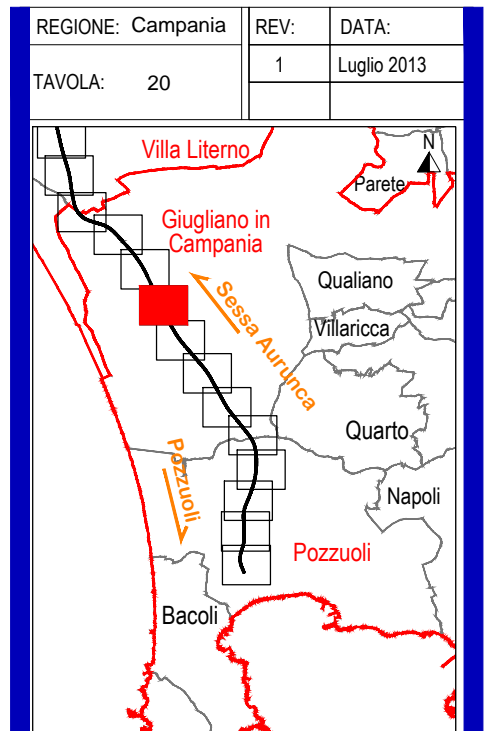 REGIONE: Campania
REV:
DATA:
TAVOLA: 20
1
Luglio 2013
Villa Literno
N
Parete
Giugliano in
Campania
Qualiano
Sessa Aurunca
Villaricca
Quarto
Pozzuoli
Napoli
Pozzuoli
Bacoli